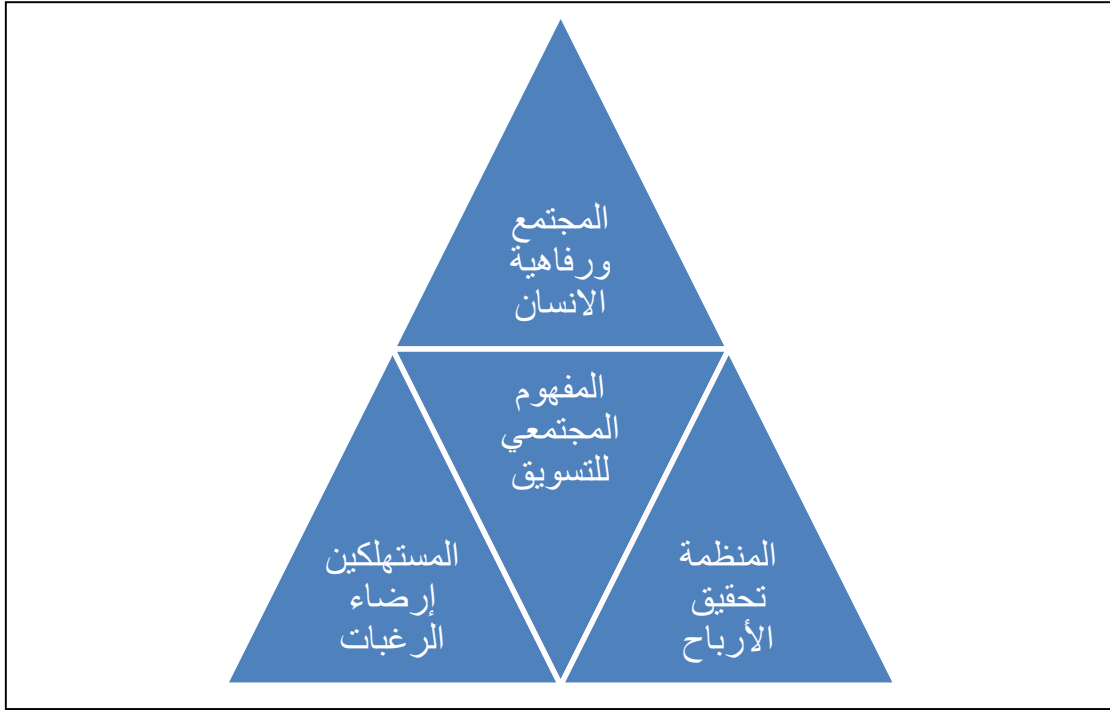 المجتمع
ورفاهية
الانسان
المفهوم
المجتمعي
للتسويق
المنظمة
تحقيق
الأرباح
المستهلكين
إرضاء
الرغبات